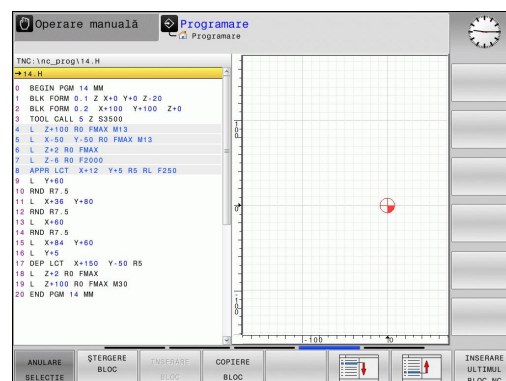 Operare manuală
Programare
Programare
TNC:\nc_prog\14.H
→14.H
0 BEGIN PGM 14 MM
1 BLK FORM 0.1 Z X+0 Y+0 Z-20
2 BLK FORM 0.2 X+100 Y+100 Z+0
3 TOOL CALL 5 Z S3500
4 L Z+100 R0 FMAX M13
5 L X-50 Y-50 R0 FMAX M13
6 L Z+2 R0 FMAX
7 L Z-6 R0 F2000
8 APPR LCT X+12 Y+5 R5 RL F250
9 L Y+60
10 RND R7.5
11 L X+36 Y+80
12 RND R7.5
13 L X+60
14 RND R7.5
15 L X+84 Y+60
16 L Y+5
17 DEP LCT X+150 Y-50 R5
18 L Z+2 R0 FMAX
19 L Z+100 R0 FMAX M30
20 END PGM 14 MM
100
0
-100
-100
0
ANULARE
SELECTIE
ȘTERGERE
BLOC
INSERARE
BLOC
COPIERE
BLOC
INSERARE
ULTIMUL
BLOC NC